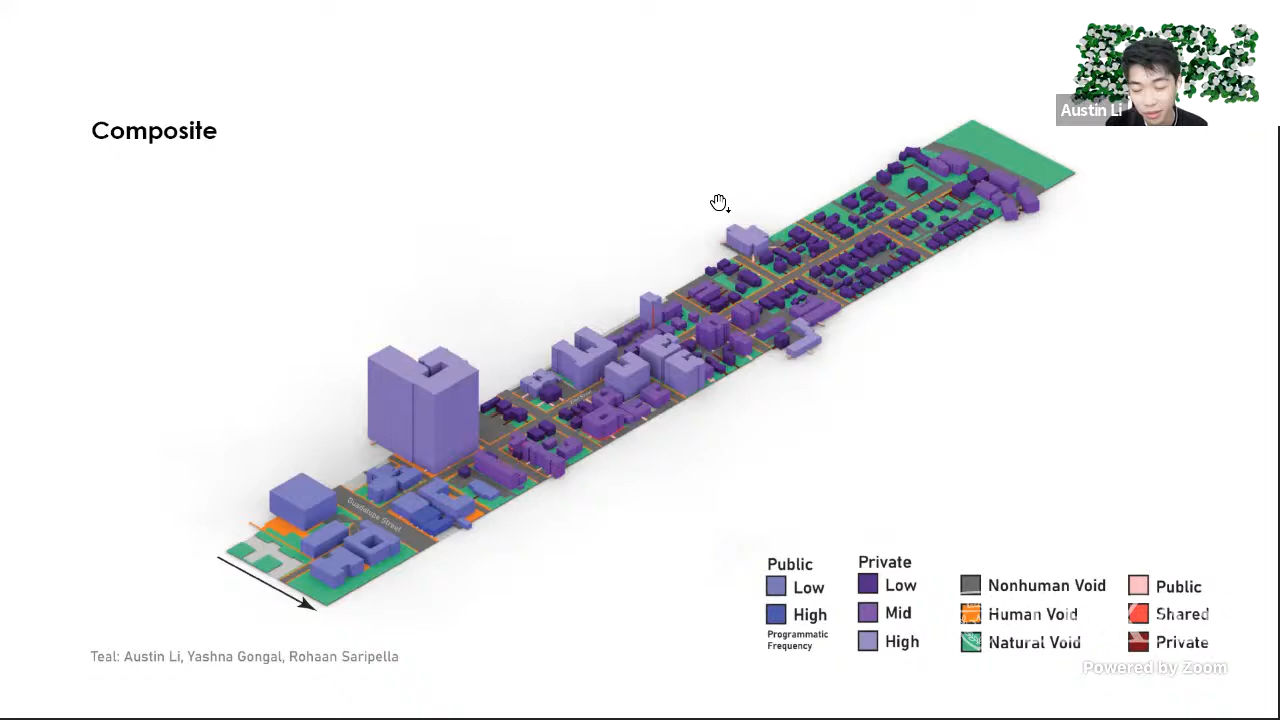 Austin Li
Composite
Guadalupe Street
Public
Low
High
Programmatic
Frequency
Private
Low
Mid
High
Nonhuman Void
Human Void
Natural Void
Public
Shared
Private
Teal: Austin Li, Yashna Gongal, Rohaan Saripella
Powered by Zoom